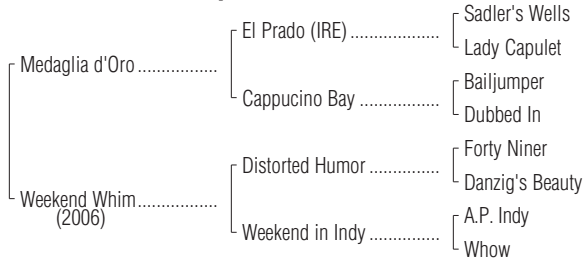 Sadler's Wells
El Prado (IRE) ....................
Lady Capulet
Medaglia d'Oro .................
Bailjumper
Cappucino Bay ..................
Dubbed In
Forty Niner
Distorted Humor ................
Danzig's Beauty
Weekend Whim.................
(2006)
A.P. Indy
Weekend in Indy ................
Whow